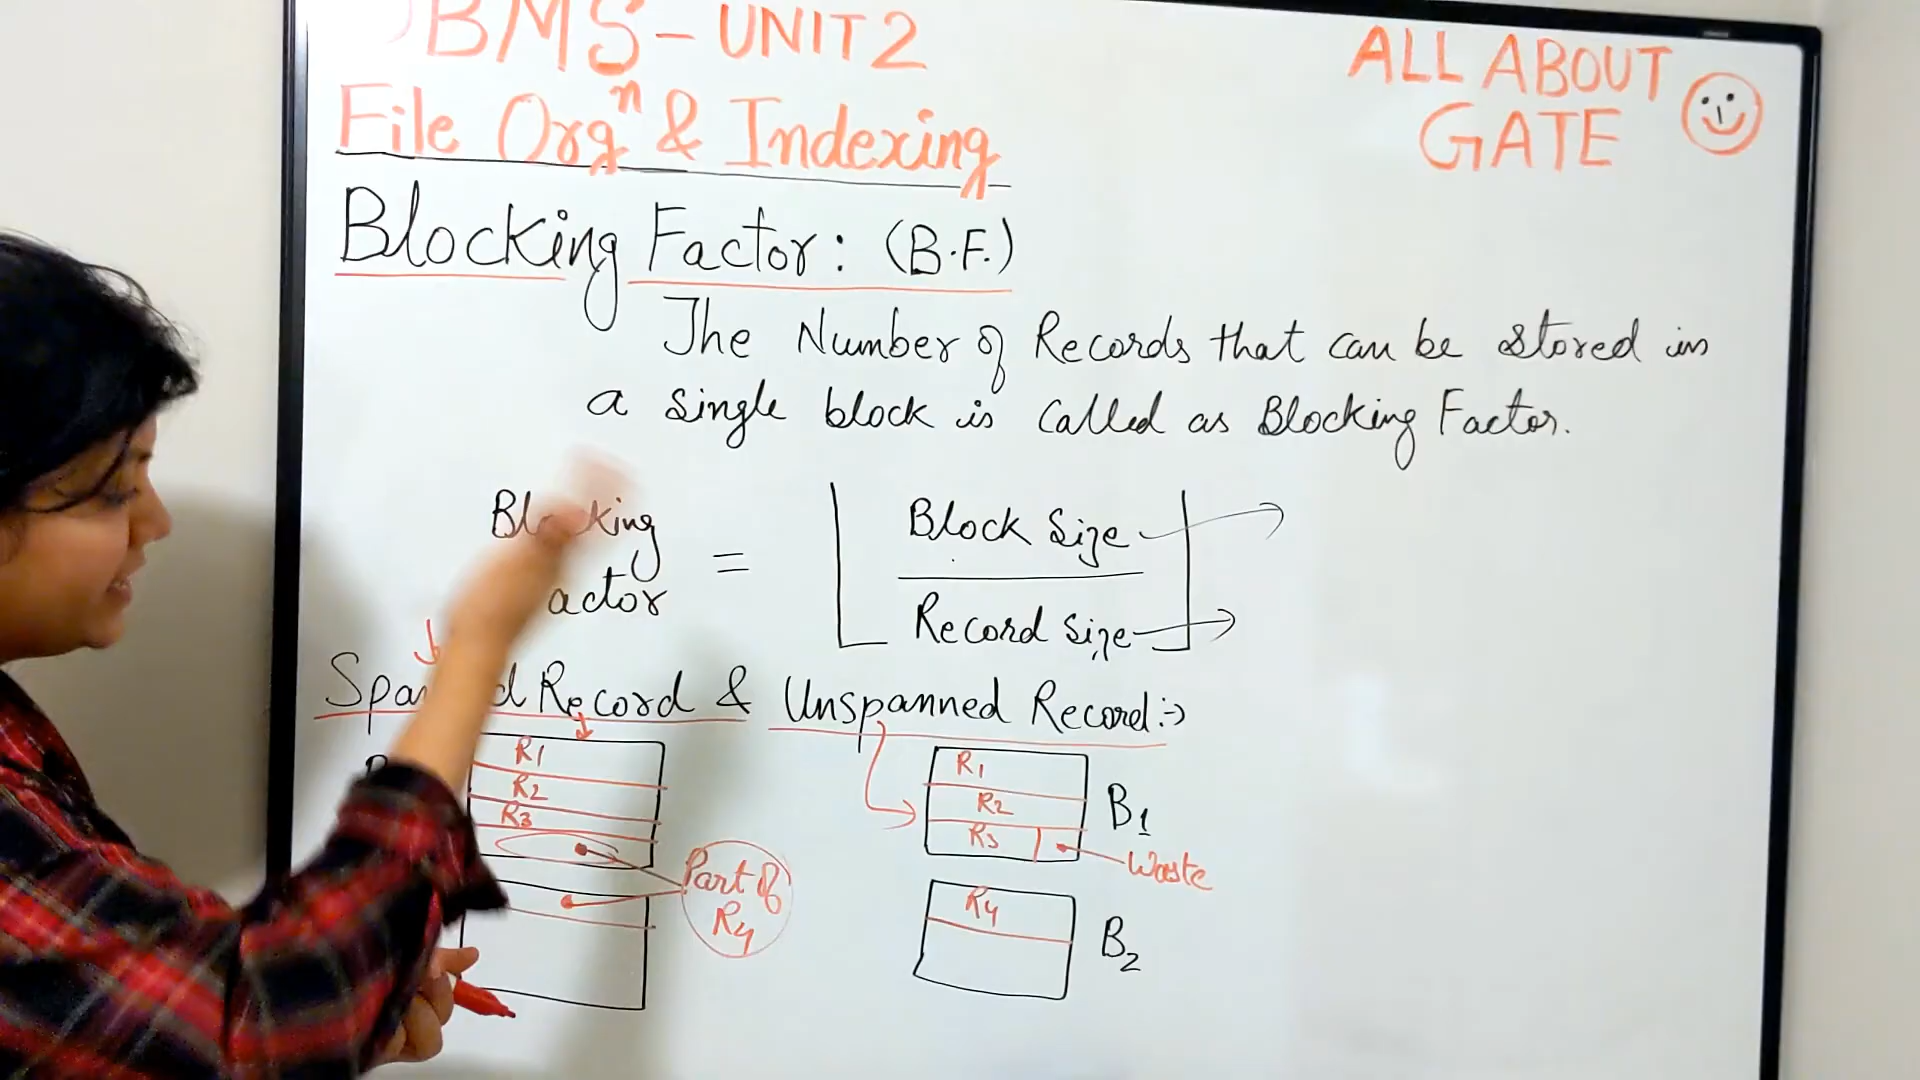 DBMS - UNIT 2
File Orgⁿ & Indexing
ALL ABOUT
GATE
Blocking Factor: (B.F.)
The Number of Records that can be stored in
a single block is called as Blocking Factor.
Blocking
actor
=
Block Size
Record Size
Record & Unspanned Record :->
R1
R2
R3
Part of
R4
R1
R2
R3
B1
Waste
R4
B2